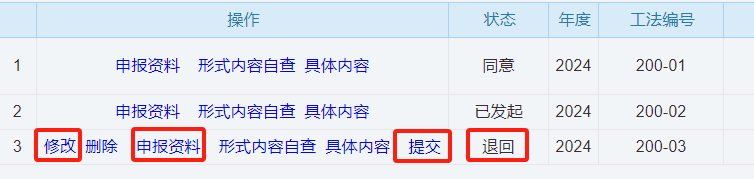 操作 状态 年度 工法编号
1 申报资料 形式内容自查 具体内容 同意 2024 200-01
2 申报资料 形式内容自查 具体内容 已发起 2024 200-02
3 修改 删除 申报资料 形式内容自查 具体内容 提交 退回 2024 200-03